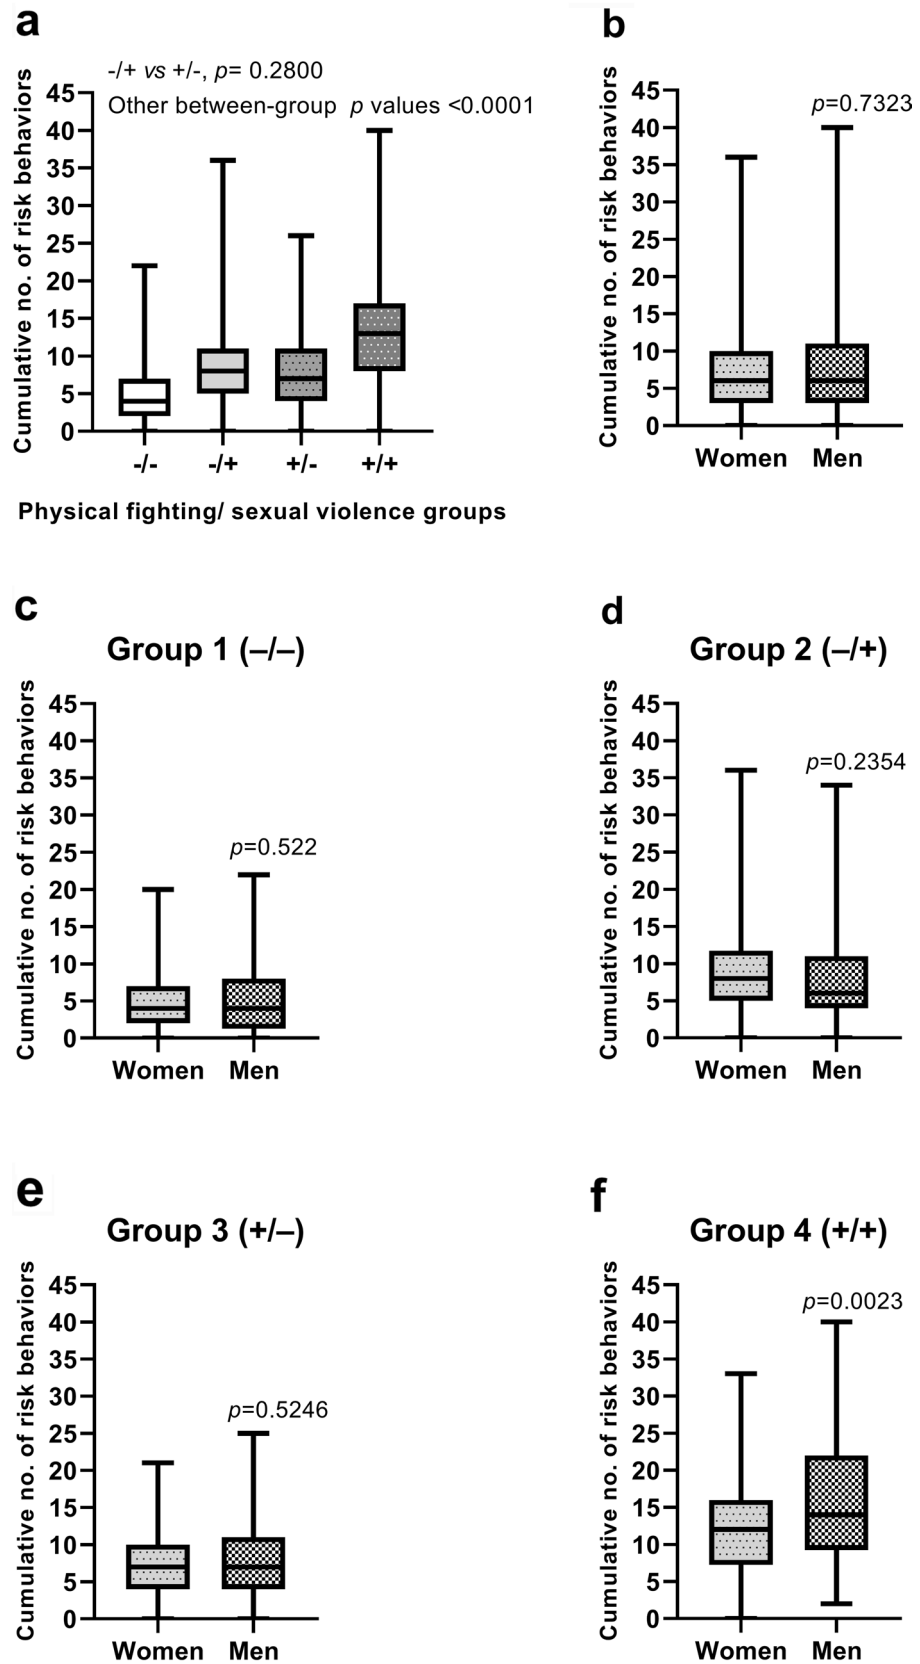 a
-/+ vs +/-, p= 0.2800
Other between-group p values <0.0001
Cumulative no. of risk behaviors
45
40
35
30
25
20
15
10
5
0
-/- -/+ +/- +/+
Physical fighting/ sexual violence groups
b
p=0.7323
Cumulative no. of risk behaviors
45
40
35
30
25
20
15
10
5
0
Women Men
c
Group 1 (–/–)
Cumulative no. of risk behaviors
45
40
35
30
25
20
15
10
5
0
p=0.522
Women Men
d
Group 2 (–/+)
Cumulative no. of risk behaviors
45
40
35
30
25
20
15
10
5
0
p=0.2354
Women Men
e
Group 3 (+/–)
Cumulative no. of risk behaviors
45
40
35
30
25
20
15
10
5
0
p=0.5246
Women Men
f
Group 4 (+/+)
Cumulative no. of risk behaviors
45
40
35
30
25
20
15
10
5
0
p=0.0023
Women Men